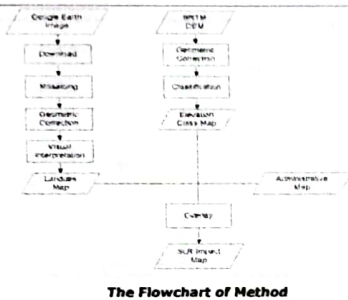 Google Earth
Image
Download
Mosaicing
Geometric
Correction
Visual
Interpretation
Landuse
Map
SRTM
DEM
Geometric
Correction
Classification
Elevation
Class Map
Administrative
Map
Overlay
SLR Impact
Map
The Flowchart of Method